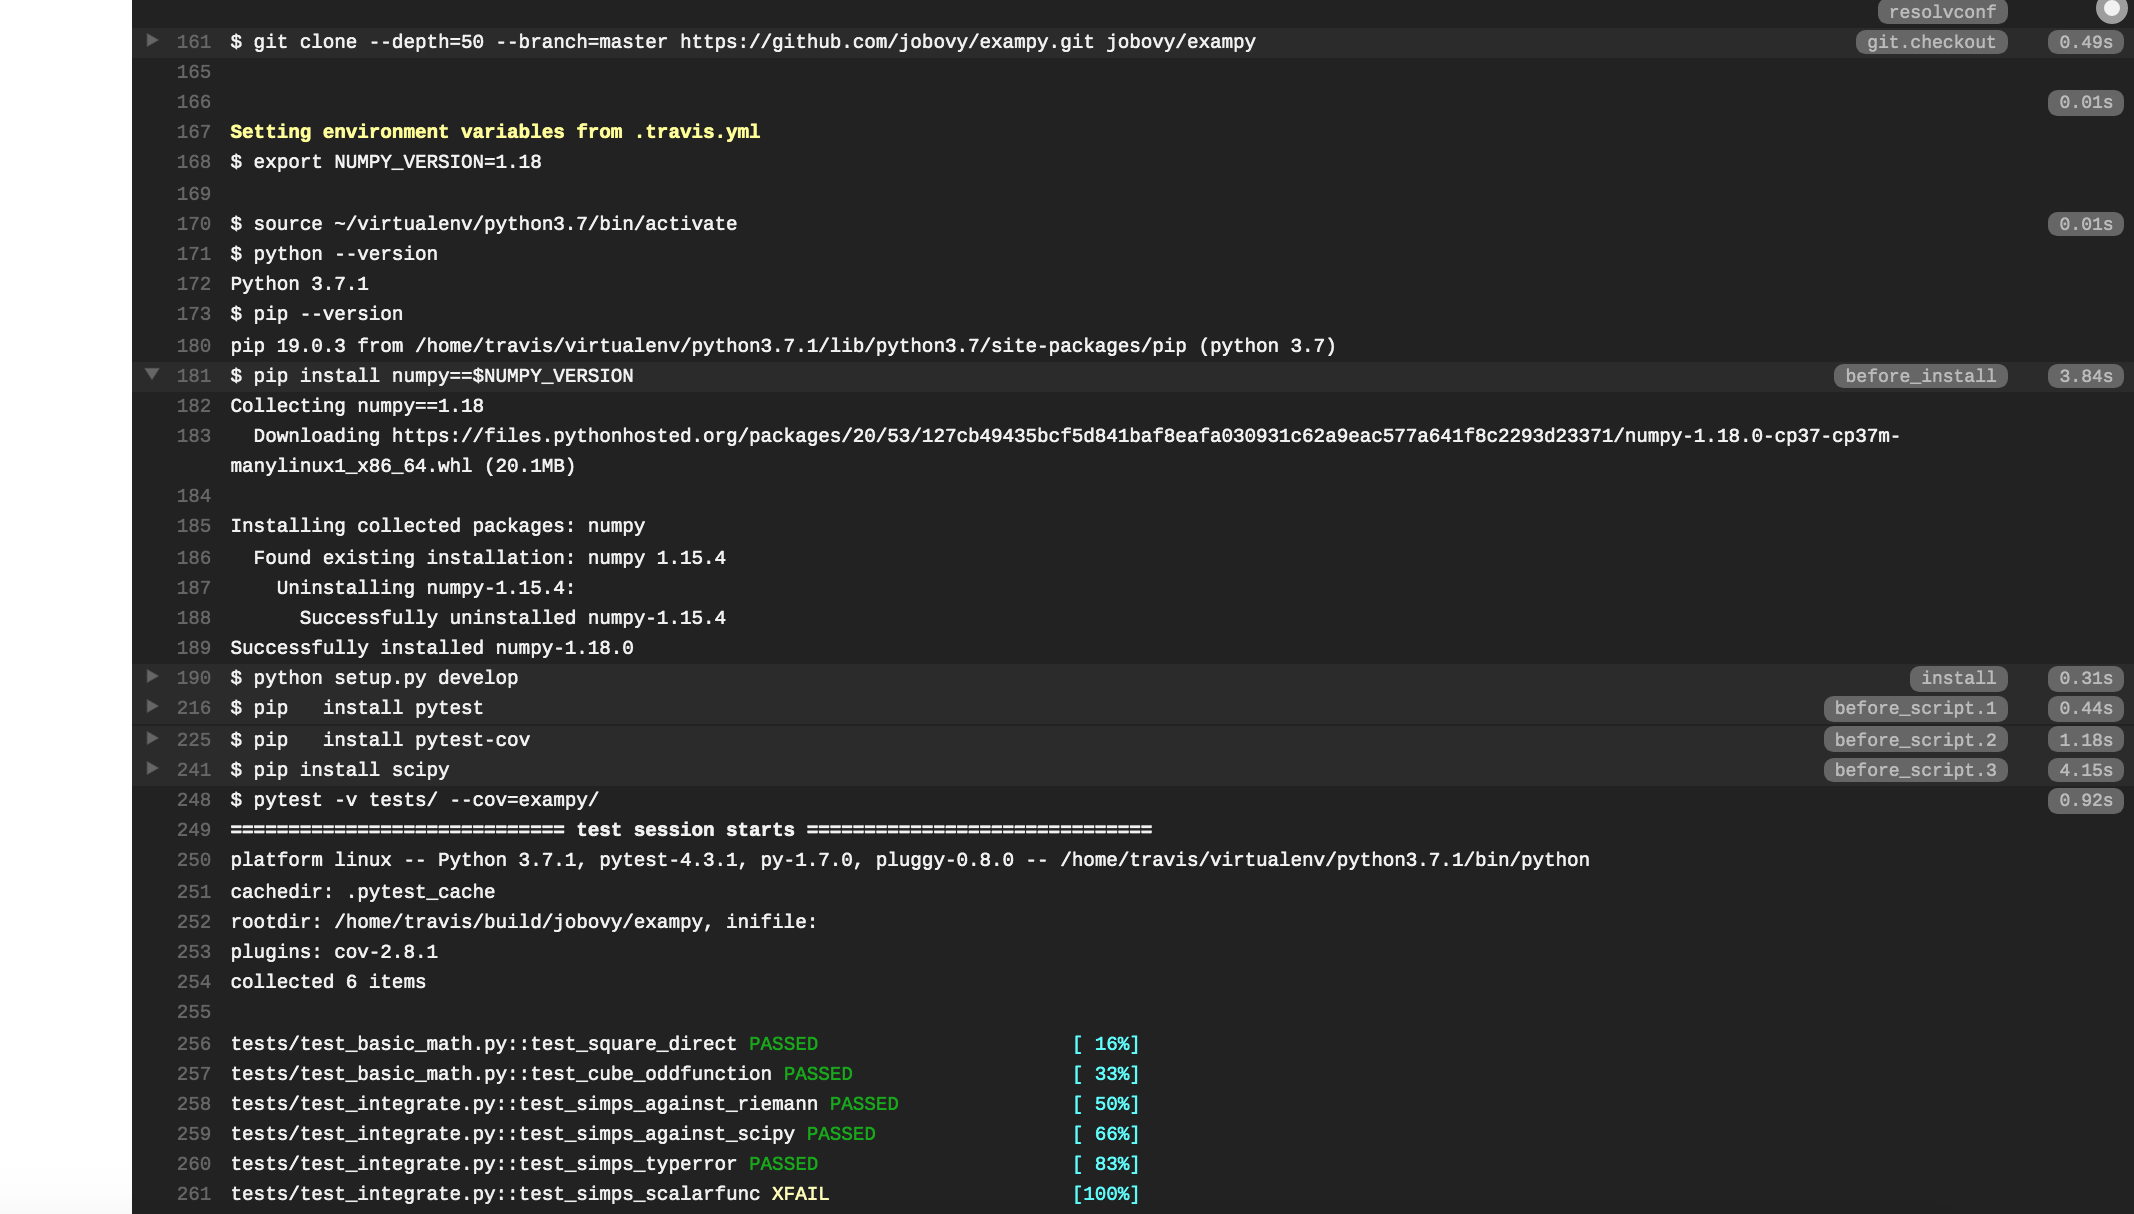 resolvconf
161 $ git clone --depth=50 --branch=master https://github.com/jobovy/exampy.git jobovy/exampy git.checkout 0.49s
165
166 0.01s
167 Setting environment variables from .travis.yml
168 $ export NUMPY_VERSION=1.18
169
170 $ source ~/virtualenv/python3.7/bin/activate 0.01s
171 $ python --version
172 Python 3.7.1
173 $ pip --version
180 pip 19.0.3 from /home/travis/virtualenv/python3.7.1/lib/python3.7/site-packages/pip (python 3.7)
181 $ pip install numpy==$NUMPY_VERSION before_install 3.84s
182 Collecting numpy==1.18
183   Downloading https://files.pythonhosted.org/packages/20/53/127cb49435bcf5d841baf8eafa030931c62a9eac577a641f8c2293d23371/numpy-1.18.0-cp37-cp37m-
manylinux1_x86_64.whl (20.1MB)
184
185 Installing collected packages: numpy
186   Found existing installation: numpy 1.15.4
187     Uninstalling numpy-1.15.4:
188       Successfully uninstalled numpy-1.15.4
189 Successfully installed numpy-1.18.0
190 $ python setup.py develop install 0.31s
216 $ pip   install pytest before_script.1 0.44s
225 $ pip   install pytest-cov before_script.2 1.18s
241 $ pip install scipy before_script.3 4.15s
248 $ pytest -v tests/ --cov=exampy/ 0.92s
249 ============================= test session starts ==============================
250 platform linux -- Python 3.7.1, pytest-4.3.1, py-1.7.0, pluggy-0.8.0 -- /home/travis/virtualenv/python3.7.1/bin/python
251 cachedir: .pytest_cache
252 rootdir: /home/travis/build/jobovy/exampy, inifile:
253 plugins: cov-2.8.1
254 collected 6 items
255
256 tests/test_basic_math.py::test_square_direct PASSED [ 16%]
257 tests/test_basic_math.py::test_cube_oddfunction PASSED [ 33%]
258 tests/test_integrate.py::test_simps_against_riemann PASSED [ 50%]
259 tests/test_integrate.py::test_simps_against_scipy PASSED [ 66%]
260 tests/test_integrate.py::test_simps_typerror PASSED [ 83%]
261 tests/test_integrate.py::test_simps_scalarfunc XFAIL [100%]